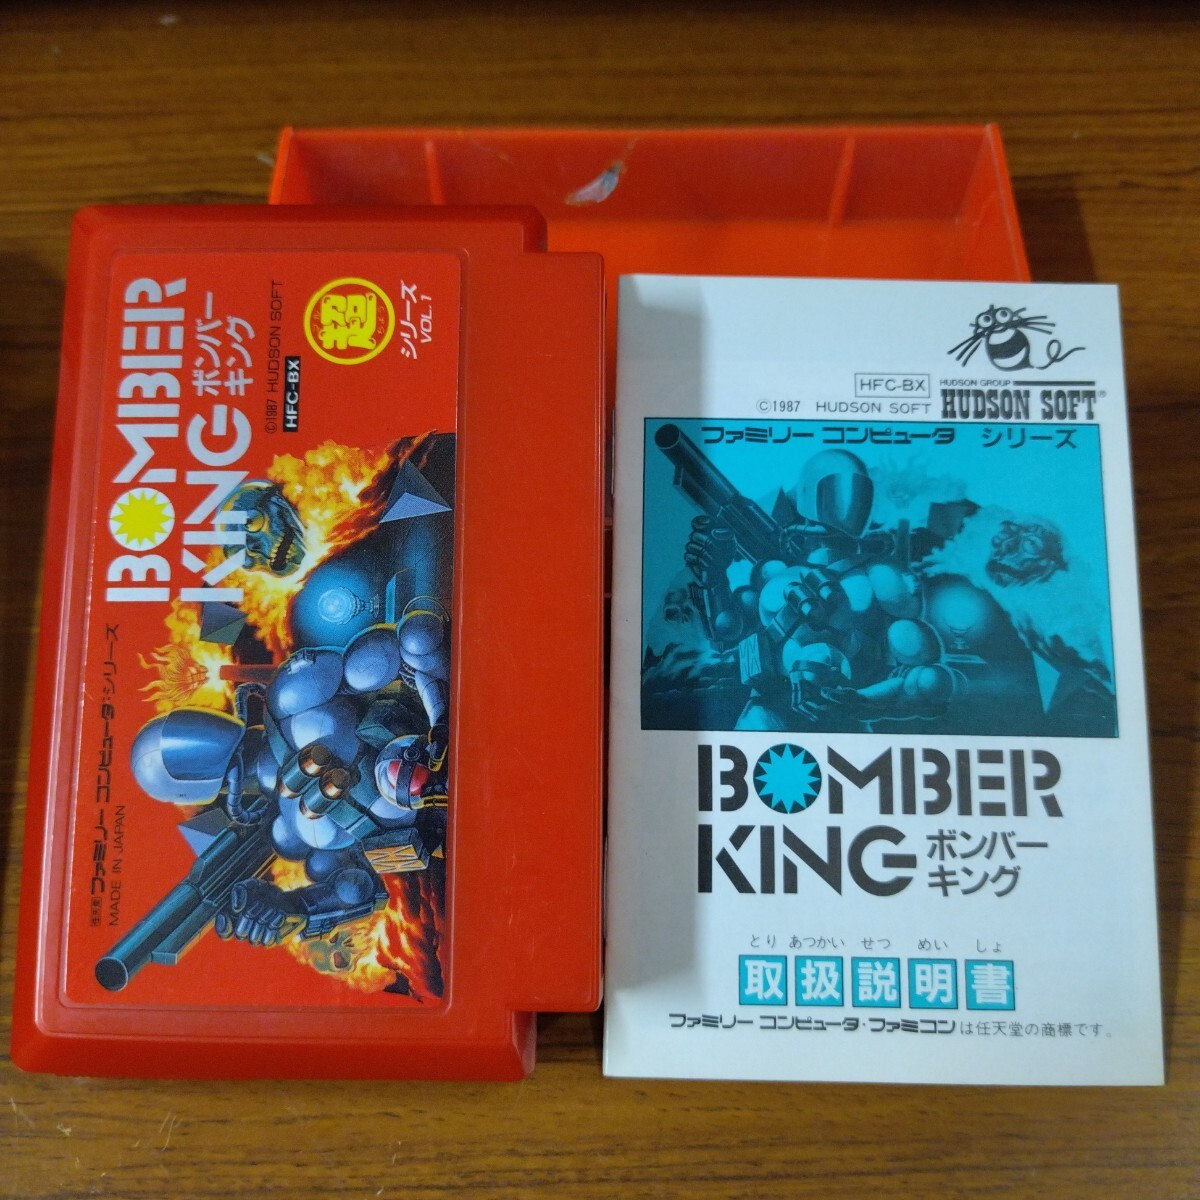 BOMBER
KING ボンバー
キング
©1987 HUDSON SOFT
HFC-BX
超
シリーズ
VOL.1
ファミリー コンピュータ シリーズ
MADE IN JAPAN
HUDSON GROUP
HUDSON SOFT®
HFC-BX
©1987 HUDSON SOFT
ファミリー コンピュータ シリーズ
BOMBER
KING ボンバー
キング
とり あつかい せつ めい しょ
取扱説明書
ファミリー コンピュータ・ファミコン は任天堂の商標です。